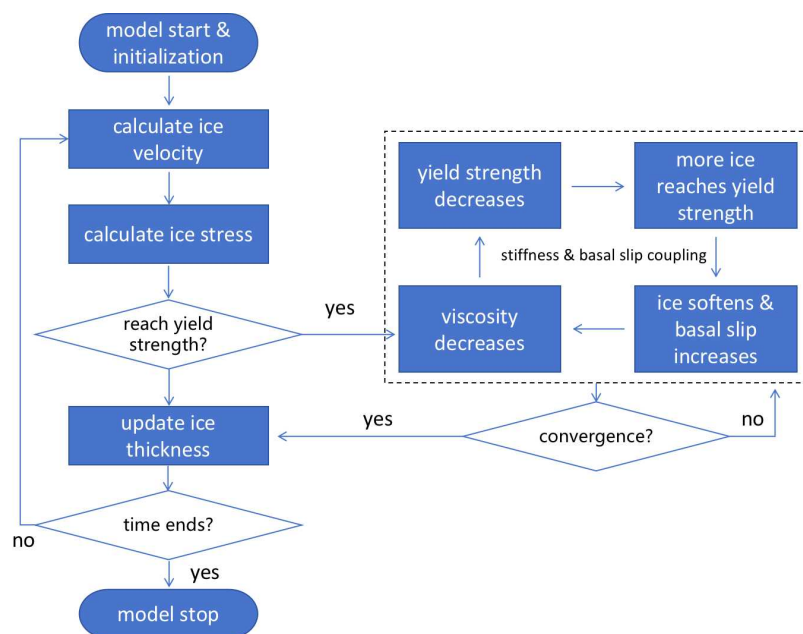 model start &
initialization
calculate ice
velocity
calculate ice stress
reach yield
strength?
yes
yield strength
decreases
more ice
reaches yield
strength
stiffness & basal slip coupling
viscosity
decreases
ice softens &
basal slip
increases
convergence?
yes
no
update ice
thickness
time ends?
no
yes
model stop